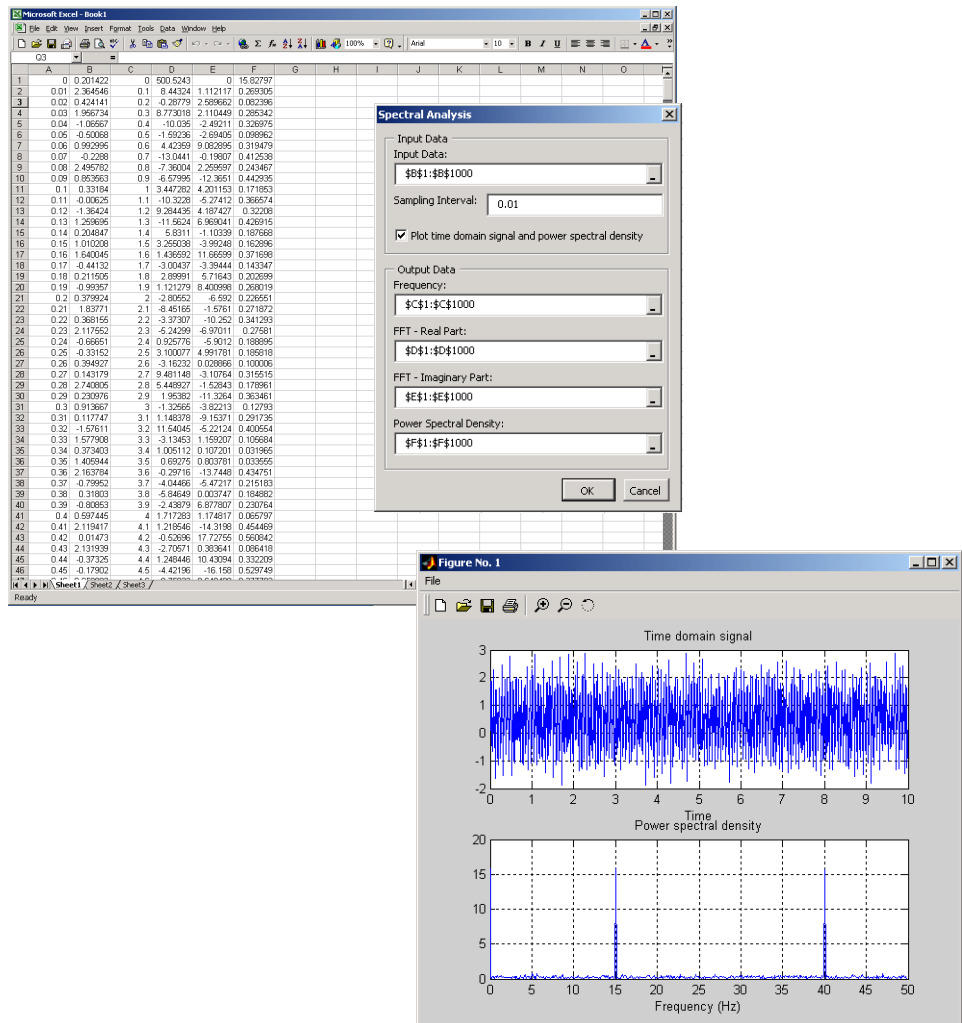 Microsoft Excel - Book1
File Edit View Insert Format Tools Data Window Help
100% Arial 10 B I U
Q3 =
A B C D E F G H I J K L M N O
1 0 0.201422 0 500.5243 0 15.82797
2 0.01 2.364546 0.1 8.44324 1.112117 0.269305
3 0.02 0.424141 0.2 -0.28779 2.589662 0.082396
4 0.03 1.956734 0.3 8.773018 2.110449 0.285342
5 0.04 -1.06567 0.4 -10.035 -2.49211 0.326975
6 0.05 -0.50068 0.5 -1.59236 -2.69405 0.098962
7 0.06 0.992995 0.6 4.42359 9.082895 0.319479
8 0.07 -0.2288 0.7 -13.0441 -0.19807 0.412538
9 0.08 2.495782 0.8 -7.36004 2.259597 0.243467
10 0.09 0.853563 0.9 -6.57995 -12.3651 0.442935
11 0.1 0.33184 1 3.447282 4.201153 0.171853
12 0.11 -0.00625 1.1 -10.3228 -5.27412 0.366574
13 0.12 -1.36424 1.2 9.284435 4.187427 0.32208
14 0.13 1.259695 1.3 -11.5624 6.969041 0.426915
15 0.14 0.204847 1.4 5.8311 -1.10339 0.187668
16 0.15 1.010208 1.5 3.255038 -3.99248 0.162896
17 0.16 1.640045 1.6 1.436592 11.66599 0.371698
18 0.17 -0.44132 1.7 -3.00437 -3.39444 0.143347
19 0.18 0.211505 1.8 2.89991 5.71643 0.202699
20 0.19 -0.99357 1.9 1.121279 8.400998 0.268019
21 0.2 0.379924 2 -2.80552 -6.592 0.226551
22 0.21 1.83771 2.1 -8.45165 -1.5761 0.271872
23 0.22 0.368155 2.2 -3.37307 -10.252 0.341293
24 0.23 2.117552 2.3 -5.24299 -6.97011 0.27581
25 0.24 -0.66651 2.4 0.925776 -5.9012 0.188895
26 0.25 -0.33152 2.5 3.100077 4.991781 0.185818
27 0.26 0.394927 2.6 -3.16232 0.028866 0.100006
28 0.27 0.143179 2.7 9.481148 -3.10764 0.315515
29 0.28 2.740805 2.8 5.448927 -1.52843 0.178961
30 0.29 0.230976 2.9 1.95382 -11.3264 0.363461
31 0.3 0.913667 3 -1.32565 -3.82213 0.12793
32 0.31 0.117747 3.1 1.148378 -9.15371 0.291735
33 0.32 -1.57611 3.2 11.54045 -5.22124 0.400554
34 0.33 1.577908 3.3 -3.13453 1.159207 0.105684
35 0.34 0.373403 3.4 1.005112 0.107201 0.031965
36 0.35 1.405944 3.5 0.69275 0.803781 0.033555
37 0.36 2.163784 3.6 -0.29716 -13.7448 0.434751
38 0.37 -0.79952 3.7 -4.04466 -5.47217 0.215183
39 0.38 0.31803 3.8 -5.84649 0.003747 0.184882
40 0.39 -0.80853 3.9 -2.43879 6.877807 0.230764
41 0.4 0.597445 4 1.717283 1.174817 0.065797
42 0.41 2.119417 4.1 1.218546 -14.3198 0.454469
43 0.42 0.01473 4.2 -0.52696 17.72755 0.560842
44 0.43 2.131939 4.3 -2.70571 0.383641 0.086418
45 0.44 -0.37325 4.4 1.248446 10.43094 0.332209
46 0.45 -0.17902 4.5 -4.42196 -16.158 0.529749
Sheet1 Sheet2 Sheet3
Ready
Spectral Analysis
Input Data
Input Data:
$B$1:$B$1000
Sampling Interval: 0.01
Plot time domain signal and power spectral density
Output Data
Frequency:
$C$1:$C$1000
FFT - Real Part:
$D$1:$D$1000
FFT - Imaginary Part:
$E$1:$E$1000
Power Spectral Density:
$F$1:$F$1000
OK Cancel
Figure No. 1
File
Time domain signal
3
2
1
0
-1
-2
0 1 2 3 4 5 6 7 8 9 10
Time
Power spectral density
20
15
10
5
0
0 5 10 15 20 25 30 35 40 45 50
Frequency (Hz)